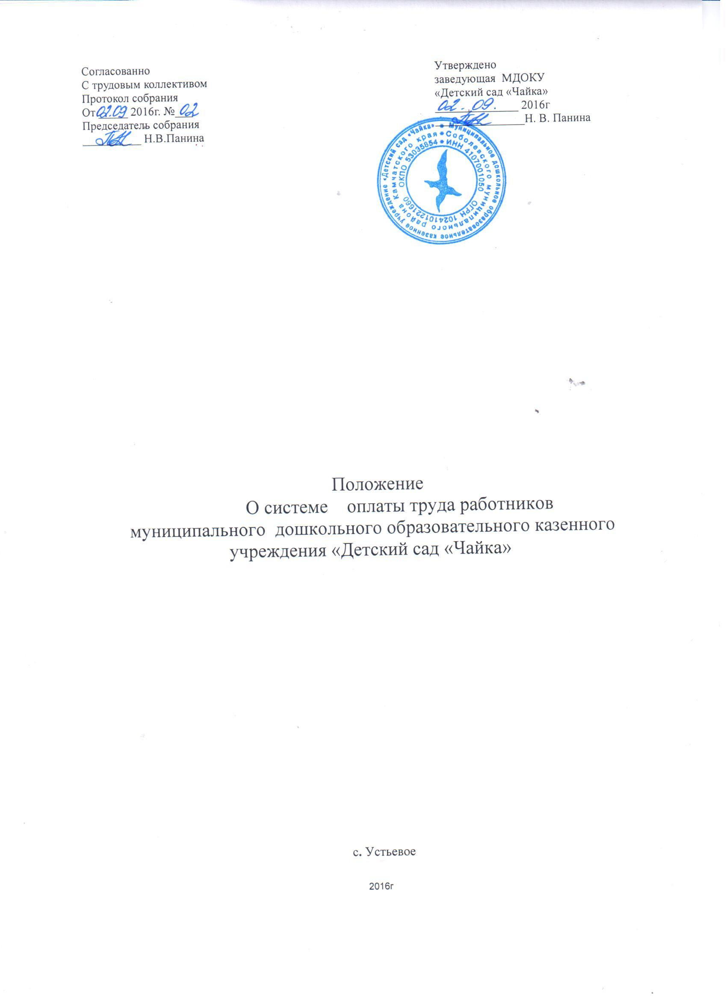 Согласованно
С трудовым коллективом
Протокол собрания
От 02.09 2016г. № 02
Председатель собрания
Н.В.Панина
Утверждено
заведующая МДОКУ
«Детский сад «Чайка»
02. 09. 2016г
Н. В. Панина
Муниципальное дошкольное образовательное казенное учреждение «Детский сад «Чайка»
Соболевского муниципального района Камчатского края
ИНН 4107001050 ОГРН 1024101221660 ОКПО 53035854
Положение
О системе оплаты труда работников
муниципального дошкольного образовательного казенного
учреждения «Детский сад «Чайка»
с. Устьевое
2016г